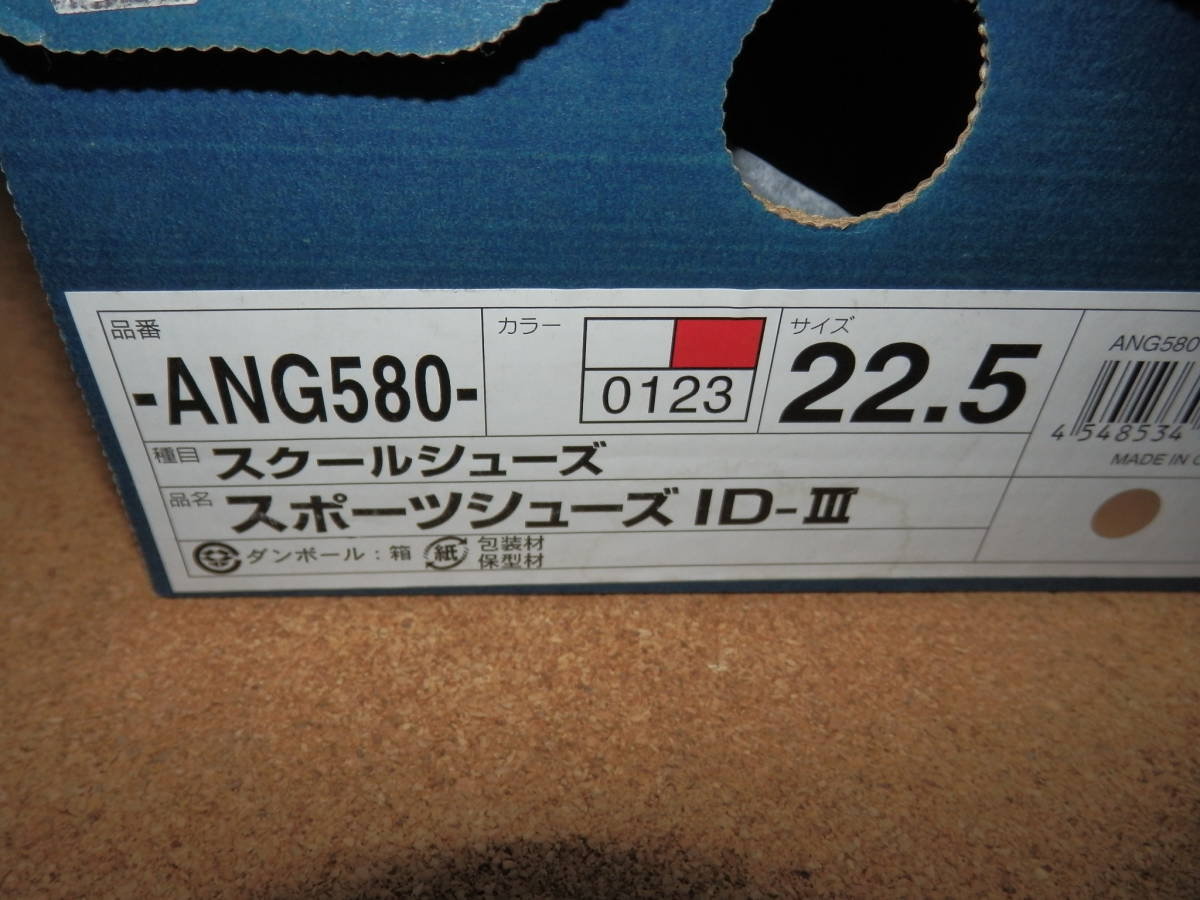 品番
-ANG580-
カラー
0123
サイズ
22.5
ANG580
4 548534
MADE IN
種目 スクールシューズ
品名 スポーツシューズ ID-Ⅲ
ダンボール:箱 紙 包装材
保型材